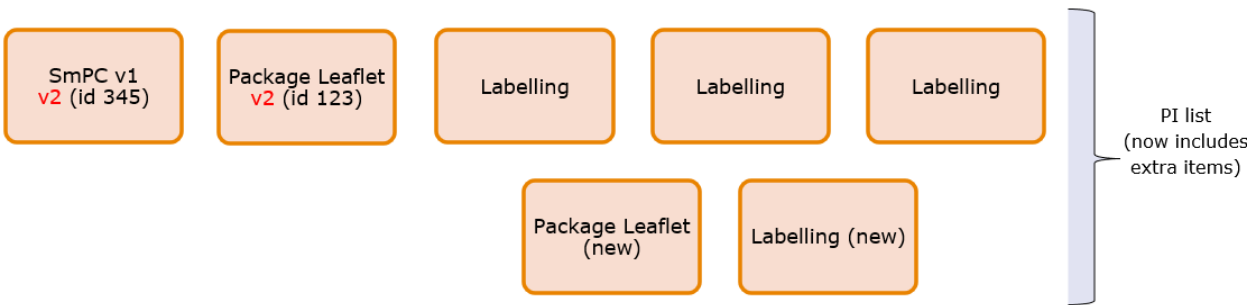 SmPC v1
v2 (id 345)
Package Leaflet
v2 (id 123)
Labelling
Labelling
Labelling
PI list
(now includes
extra items)
Package Leaflet
(new)
Labelling (new)